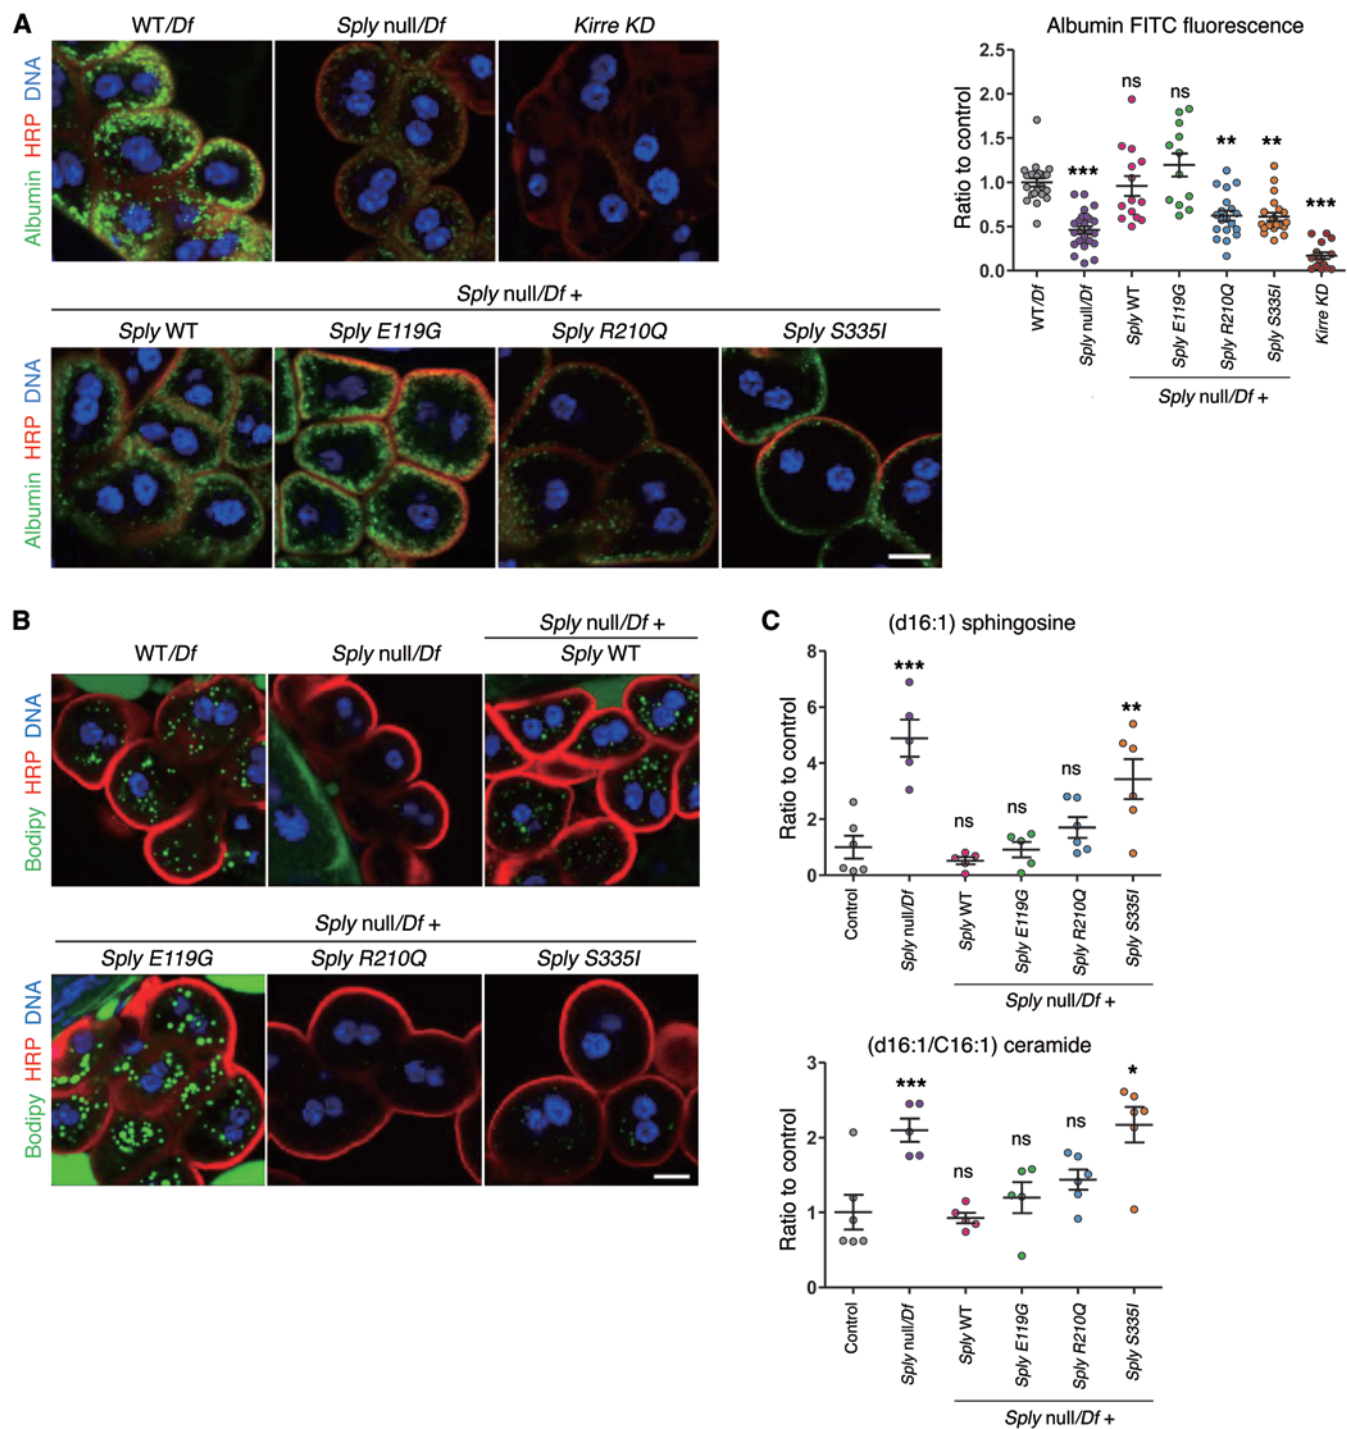 A
WT/Df
Sply null/Df
Kirre KD
Albumin HRP DNA
Sply null/Df +
Sply WT
Sply E119G
Sply R210Q
Sply S335I
Albumin HRP DNA
Albumin FITC fluorescence
Ratio to control
2.5
2.0
1.5
1.0
0.5
0.0
***
ns
ns
**
**
***
WT/Df
Sply null/Df
Sply WT
Sply E119G
Sply R210Q
Sply S335I
Kirre KD
Sply null/Df +
B
WT/Df
Sply null/Df
Sply null/Df +
Sply WT
Bodipy HRP DNA
Sply null/Df +
Sply E119G
Sply R210Q
Sply S335I
Bodipy HRP DNA
C
(d16:1) sphingosine
Ratio to control
8
6
4
2
0
***
ns
ns
ns
**
Control
Sply null/Df
Sply WT
Sply E119G
Sply R210Q
Sply S335I
Sply null/Df +
(d16:1/C16:1) ceramide
Ratio to control
3
2
1
0
***
ns
ns
ns
*
Control
Sply null/Df
Sply WT
Sply E119G
Sply R210Q
Sply S335I
Sply null/Df +